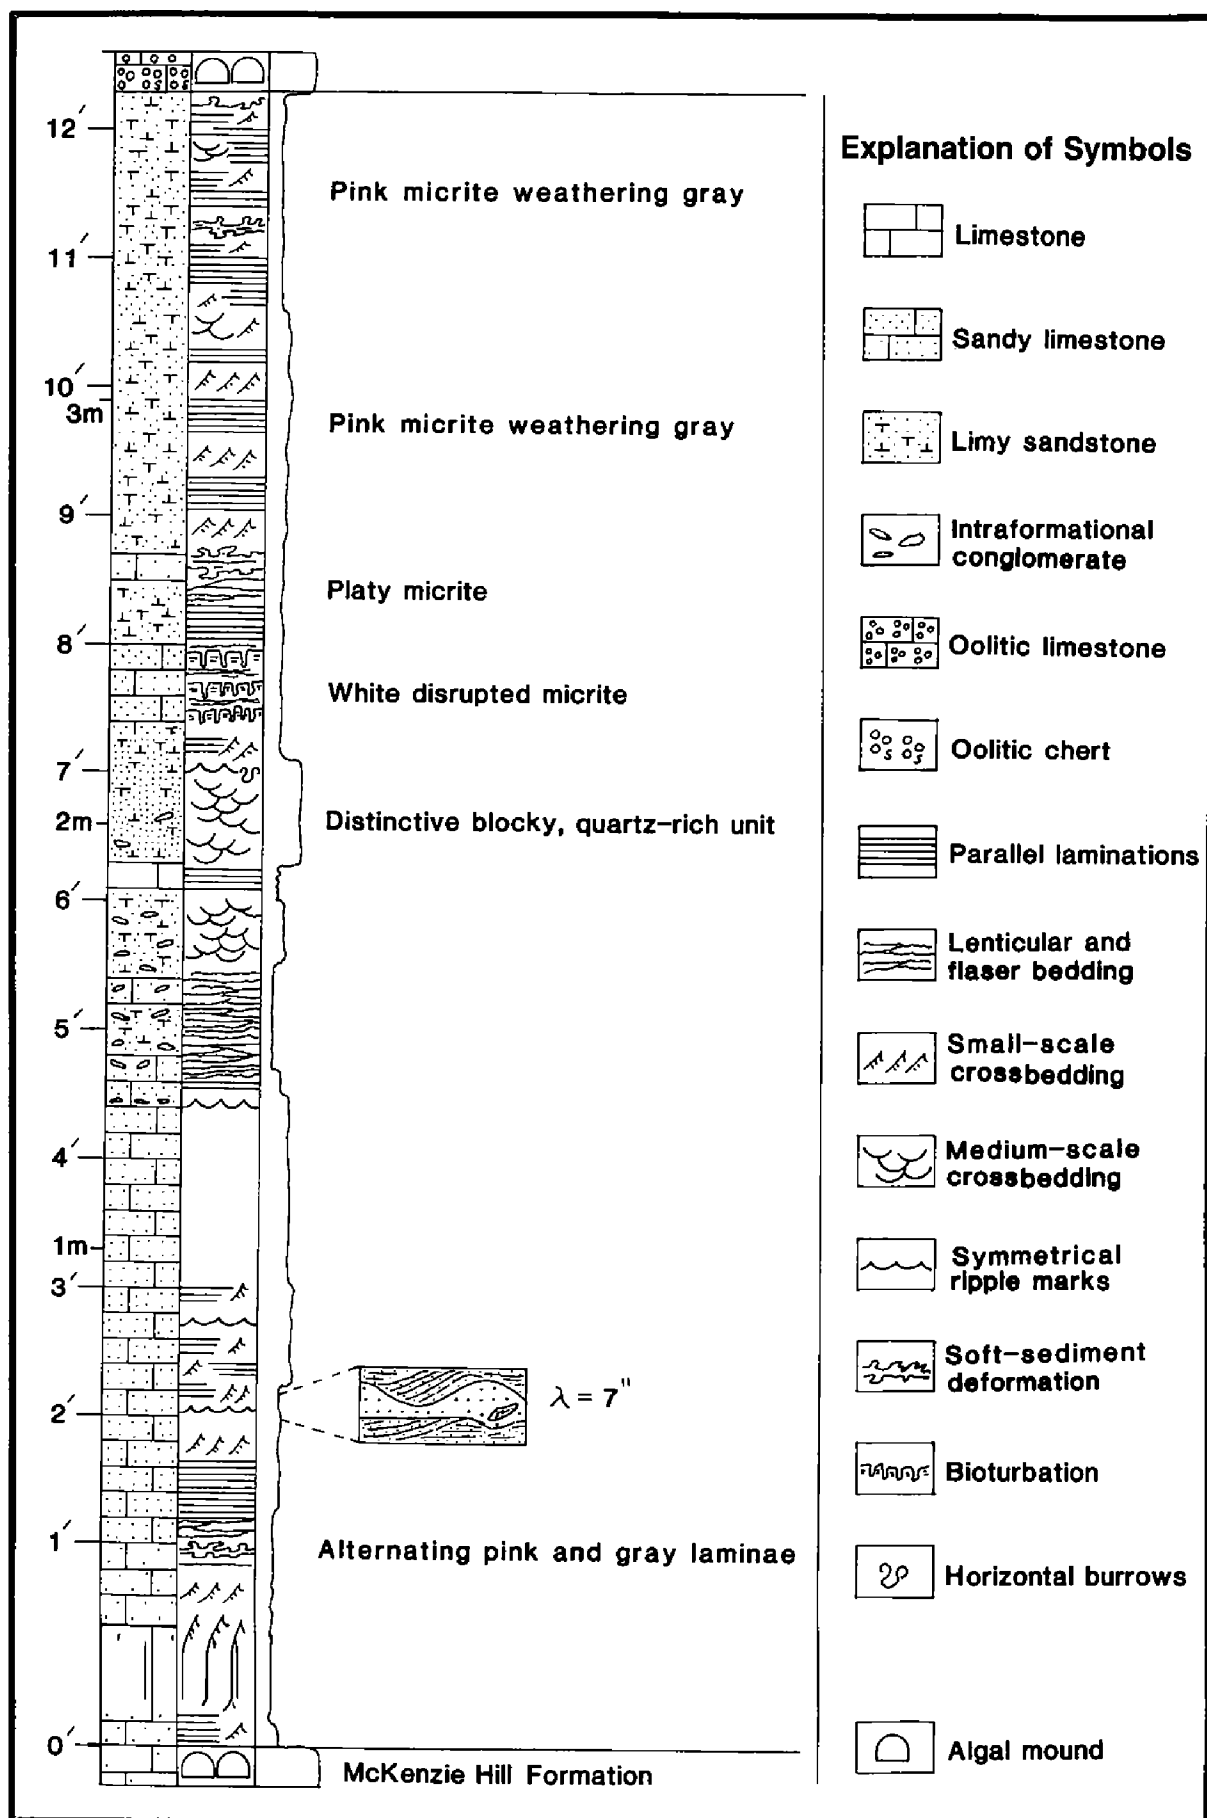 12′
11′
10′
3m
9′
8′
7′
2m
6′
5′
4′
1m
3′
2′
1′
0′
Pink micrite weathering gray
Pink micrite weathering gray
Platy micrite
White disrupted micrite
Distinctive blocky, quartz-rich unit
λ = 7"
Alternating pink and gray laminae
McKenzie Hill Formation
Explanation of Symbols
Limestone
Sandy limestone
Limy sandstone
Intraformational
conglomerate
Oolitic limestone
Oolitic chert
Parallel laminations
Lenticular and
flaser bedding
Small-scale
crossbedding
Medium-scale
crossbedding
Symmetrical
ripple marks
Soft-sediment
deformation
Bioturbation
Horizontal burrows
Algal mound